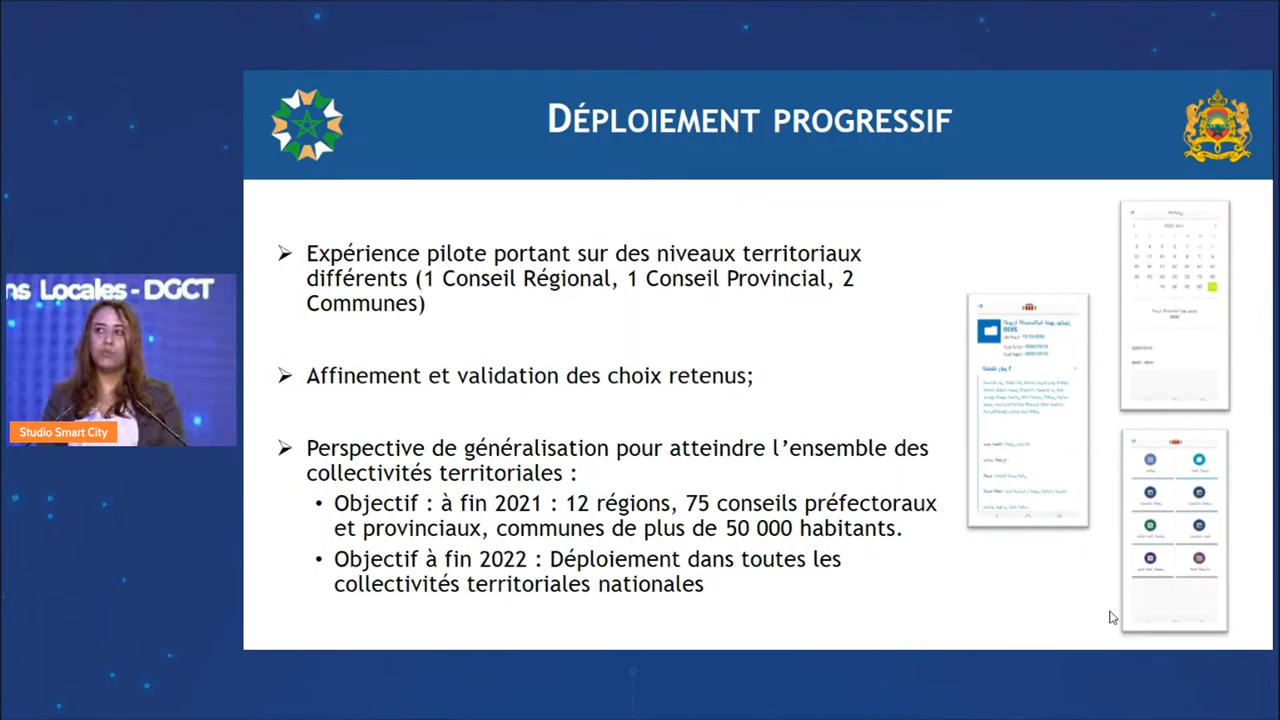 DÉPLOIEMENT PROGRESSIF
Expérience pilote portant sur des niveaux territoriaux
différents (1 Conseil Régional, 1 Conseil Provincial, 2
Communes)
Affinement et validation des choix retenus;
Perspective de généralisation pour atteindre l’ensemble des
collectivités territoriales :
• Objectif : à fin 2021 : 12 régions, 75 conseils préfectoraux
et provinciaux, communes de plus de 50 000 habitants.
• Objectif à fin 2022 : Déploiement dans toutes les
collectivités territoriales nationales
Locales - DGCT
Studio Smart City